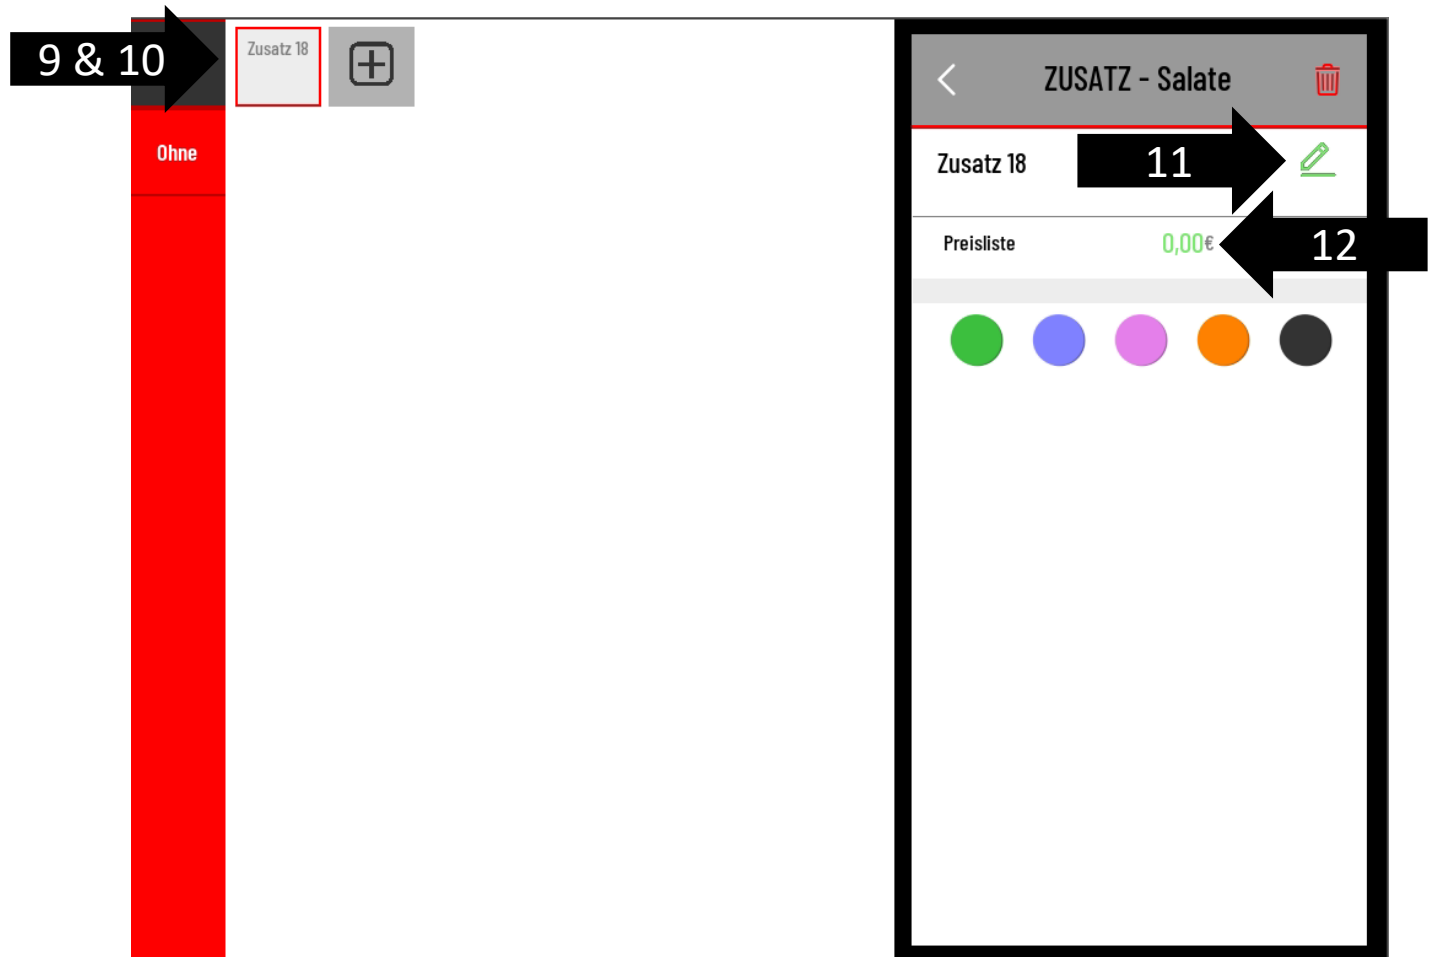 9 & 10
Zusatz 18
Ohne
ZUSATZ - Salate
Zusatz 18
11
Preisliste
0,00€
12